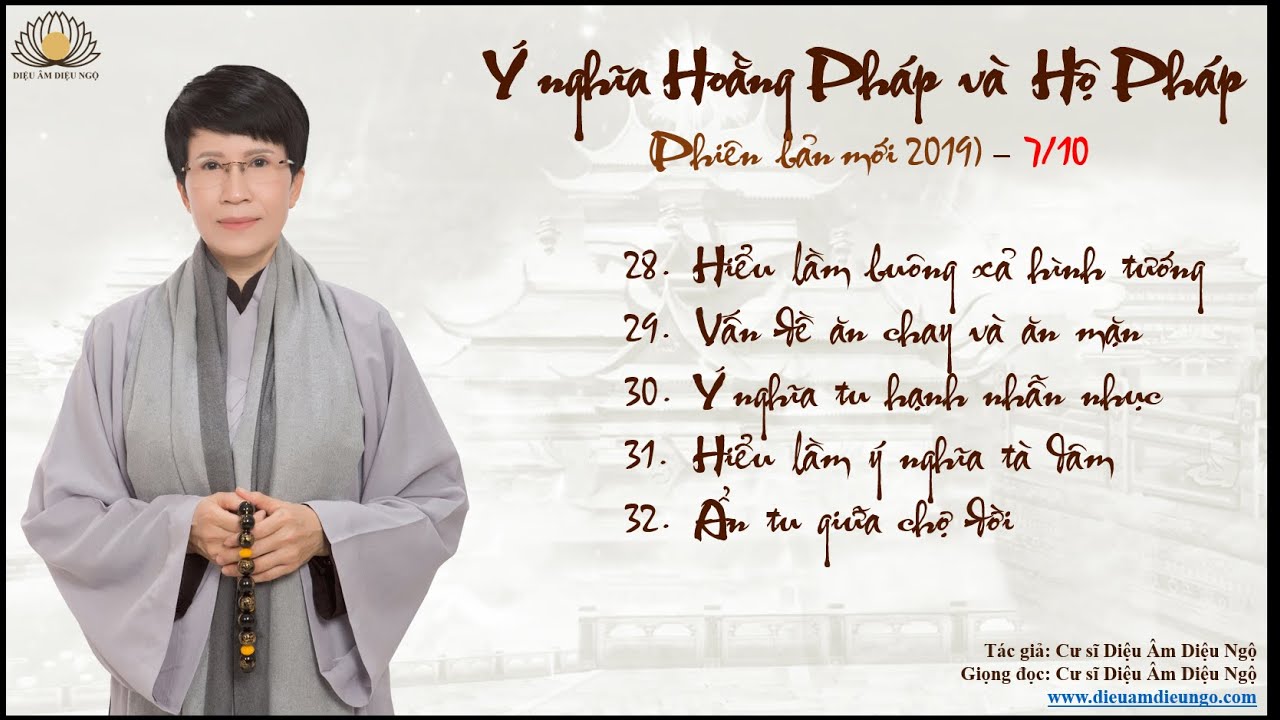 DIỆU ÂM DIỆU NGỘ
Ý nghĩa Hoằng Pháp và Hộ Pháp
(Phiên bản mới 2019) – 7/10
28. Hiểu lầm buông xả hình tướng
29. Vấn đề ăn chay và ăn mặn
30. Ý nghĩa tu hạnh nhẫn nhục
31. Hiểu lầm ý nghĩa tà dâm
32. Ẩn tu giữa chợ đời
Tác giả: Cư sĩ Diệu Âm Diệu Ngộ
Giọng đọc: Cư sĩ Diệu Âm Diệu Ngộ
www.dieuamdieungo.com